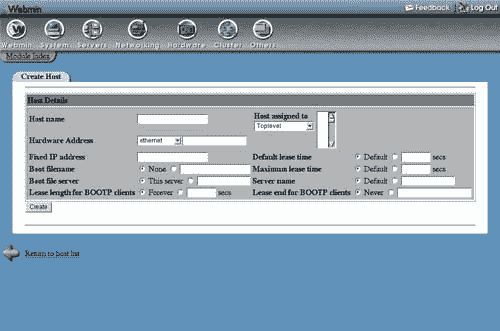 Webmin
Feedback Log Out
Webmin System Servers Networking Hardware Cluster Others
Module Index
Create Host
Host Details
Host name
Host assigned to
Toplevel
Hardware Address ethernet
Fixed IP address Default lease time Default secs
Boot filename None Maximum lease time Default secs
Boot file server This server Server name Default
Lease length for BOOTP clients Forever secs Lease end for BOOTP clients Never
Create
Return to host list